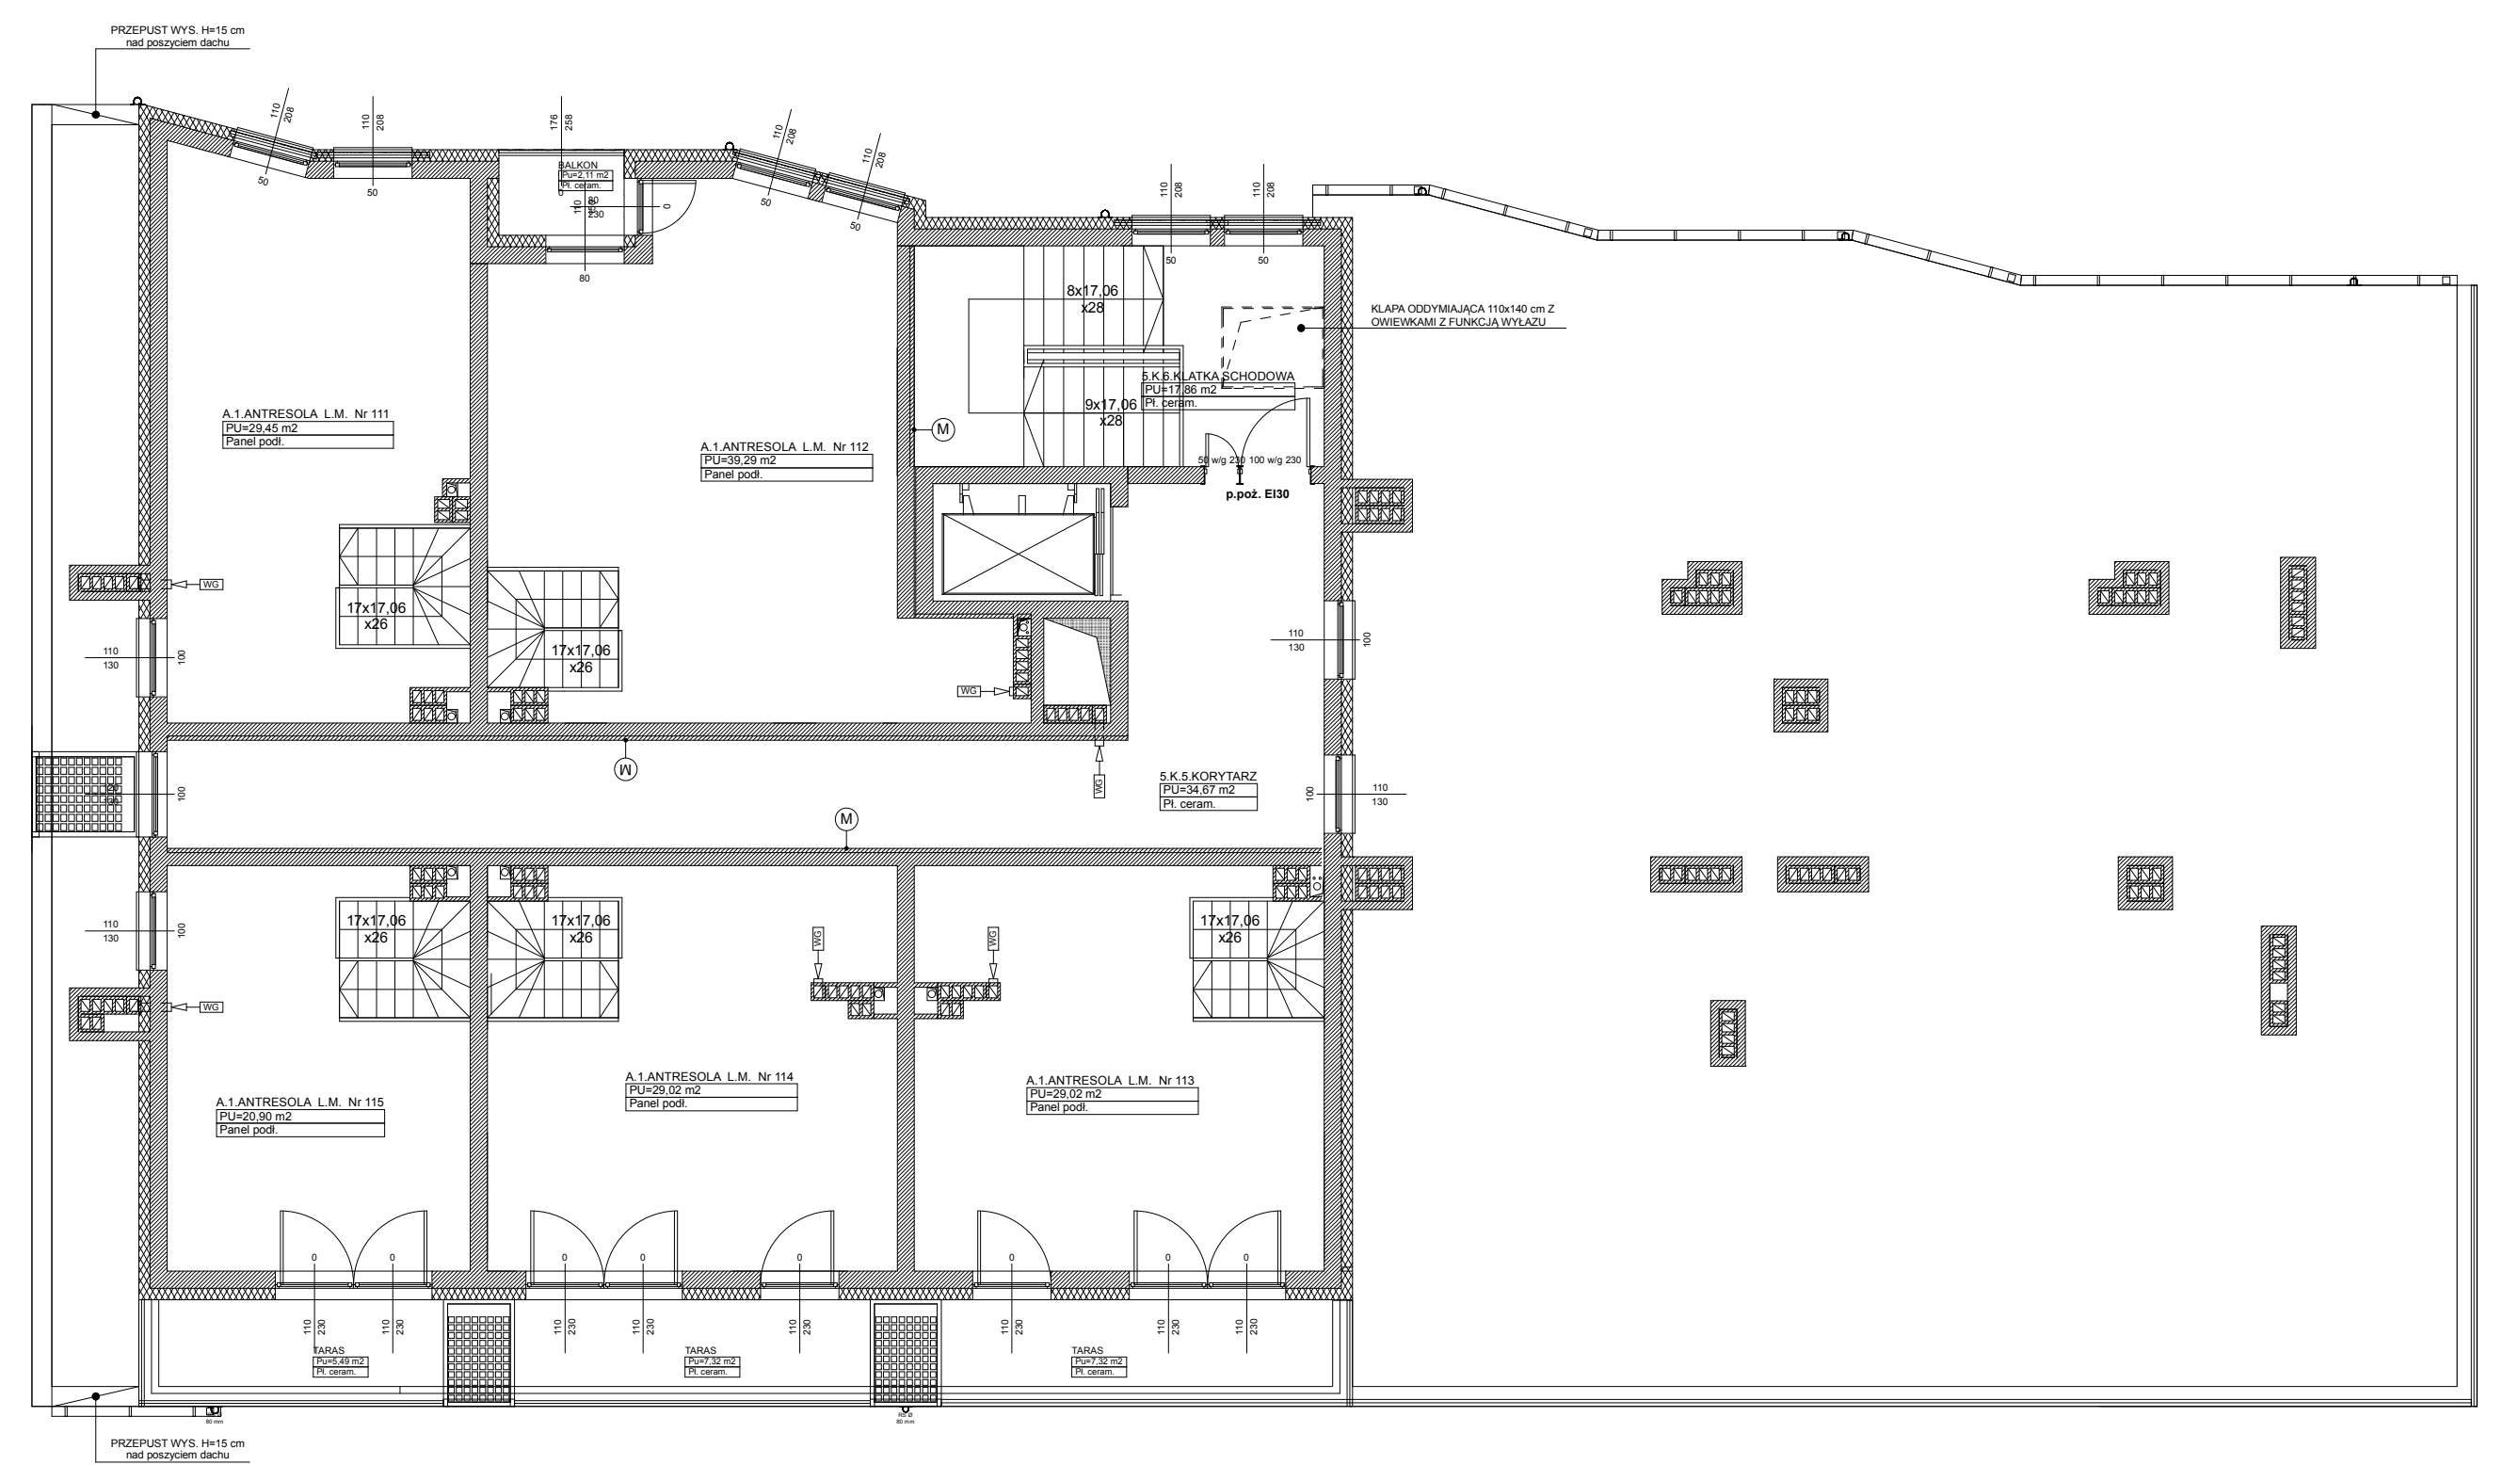 PRZEPUST WYS. H=15 cm
nad poszyciem dachu
110
208
50
110
208
50
176
258
0
BALKON
Pu=2,11 m2
Pł. ceram.
80
230
0
110
80
110
208
50
110
208
50
110
208
50
110
208
50
8x17,06
x28
9x17,06
x28
KLAPA ODDYMIAJĄCA 110x140 cm Z
OWIEWKAMI Z FUNKCJĄ WYŁAZU
5.K.6.KLATKA SCHODOWA
PU=17,86 m2
Pł. ceram.
A.1.ANTRESOLA L.M. Nr 111
PU=29,45 m2
Panel podł.
A.1.ANTRESOLA L.M. Nr 112
PU=39,29 m2
Panel podł.
M
50 w/g 230 100 w/g 230
p.poż. EI30
WG
17x17,06
x26
17x17,06
x26
110
130
100
110
130
100
WG
M
WG
5.K.5.KORYTARZ
PU=34,67 m2
Pł. ceram.
100
100
110
130
M
17x17,06
x26
17x17,06
x26
17x17,06
x26
110
130
100
WG
WG
WG
A.1.ANTRESOLA L.M. Nr 115
PU=20,90 m2
Panel podł.
A.1.ANTRESOLA L.M. Nr 114
PU=29,02 m2
Panel podł.
A.1.ANTRESOLA L.M. Nr 113
PU=29,02 m2
Panel podł.
0
0
0
0
0
0
0
0
110
230
110
230
110
230
110
230
110
230
110
230
110
230
110
230
TARAS
Pu=5,49 m2
Pł. ceram.
TARAS
Pu=7,32 m2
Pł. ceram.
TARAS
Pu=7,32 m2
Pł. ceram.
80 mm
RS Ø
80 mm
PRZEPUST WYS. H=15 cm
nad poszyciem dachu